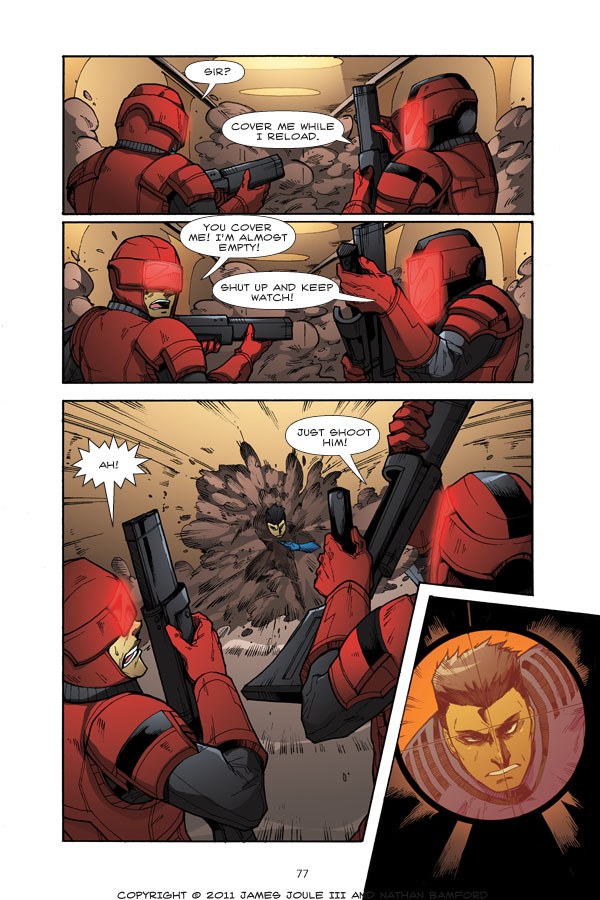 SIR?
COVER ME WHILE
I RELOAD.
YOU COVER
ME! I'M ALMOST
EMPTY!
SHUT UP AND KEEP
WATCH!
AH!
JUST SHOOT
HIM!
77
COPYRIGHT © 2011 JAMES JOULE III AND NATHAN BAMFORD